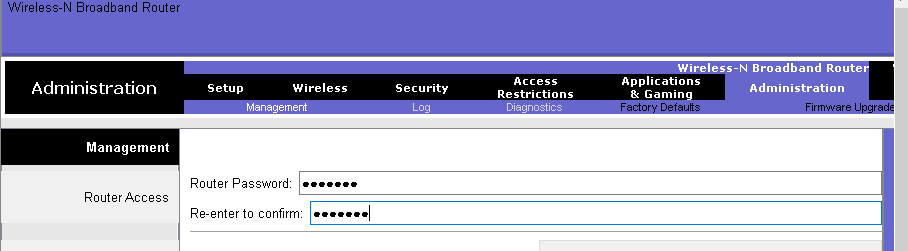 Wireless-N Broadband Router
Wireless-N Broadband Router
Administration
Setup Wireless Security Access Restrictions Applications & Gaming Administration
Management Log Diagnostics Factory Defaults Firmware Upgrade
Management
Router Access
Router Password: •••••••
Re-enter to confirm: •••••••